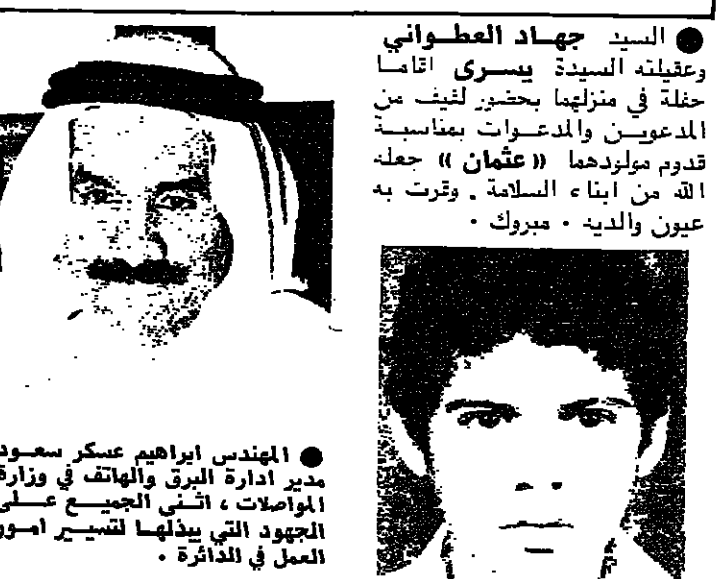 ● السيد جهاد العطواني
وعقيلته السيدة يسرى اقاما
حفلة في منزلهما بحضور لفيف من
المدعوين والمدعوات بمناسبة
قدوم مولودهما «عثمان» جعله
الله من ابناء السلامة . وقرت به
عيون والديه . مبروك .
● المهندس ابراهيم عسكر سعود
مدير ادارة البرق والهاتف في وزارة
المواصلات ، اثنى الجميع على
الجهود التي يبذلها لتسيير امور
العمل في الدائرة .